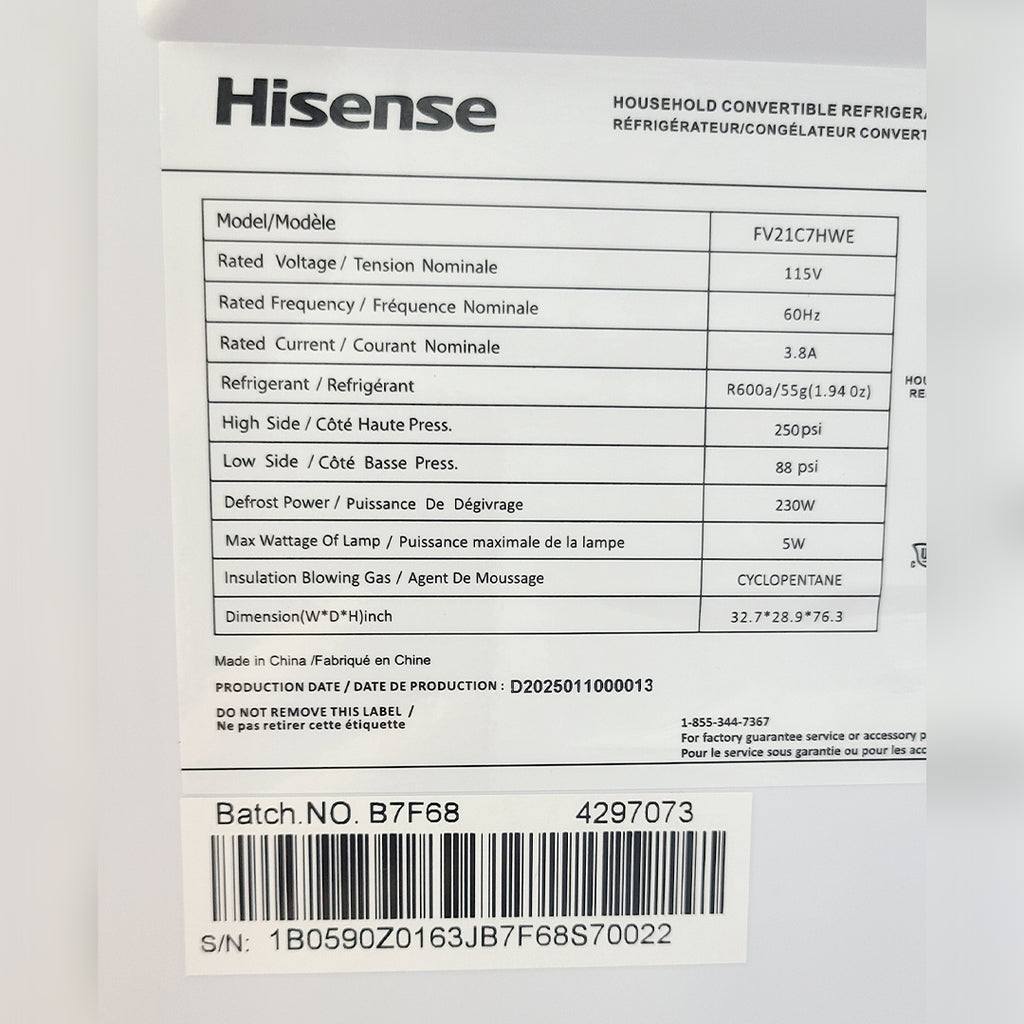 Hisense
HOUSEHOLD CONVERTIBLE REFRIGER
RÉFRIGÉRATEUR/CONGÉLATEUR CONVERT
Model/Modèle FV21C7HWE
Rated Voltage / Tension Nominale 115V
Rated Frequency / Fréquence Nominale 60Hz
Rated Current / Courant Nominale 3.8A
Refrigerant / Refrigérant R600a/55g(1.94 Oz)
HOU
RE
High Side / Côté Haute Press. 250psi
Low Side / Côté Basse Press. 88 psi
Defrost Power / Puissance De Dégivrage 230W
Max Wattage Of Lamp / Puissance maximale de la lampe 5W
Insulation Blowing Gas / Agent De Moussage CYCLOPENTANE
Dimension(W*D*H)inch 32.7*28.9*76.3
Made in China /Fabriqué en Chine
PRODUCTION DATE / DATE DE PRODUCTION : D2025011000013
DO NOT REMOVE THIS LABEL /
Ne pas retirer cette étiquette
1-855-344-7367
For factory guarantee service or accessory p
Pour le service sous garantie ou pour les acc
Batch.NO. B7F68 4297073
S/N: 1B0590Z0163JB7F68S70022